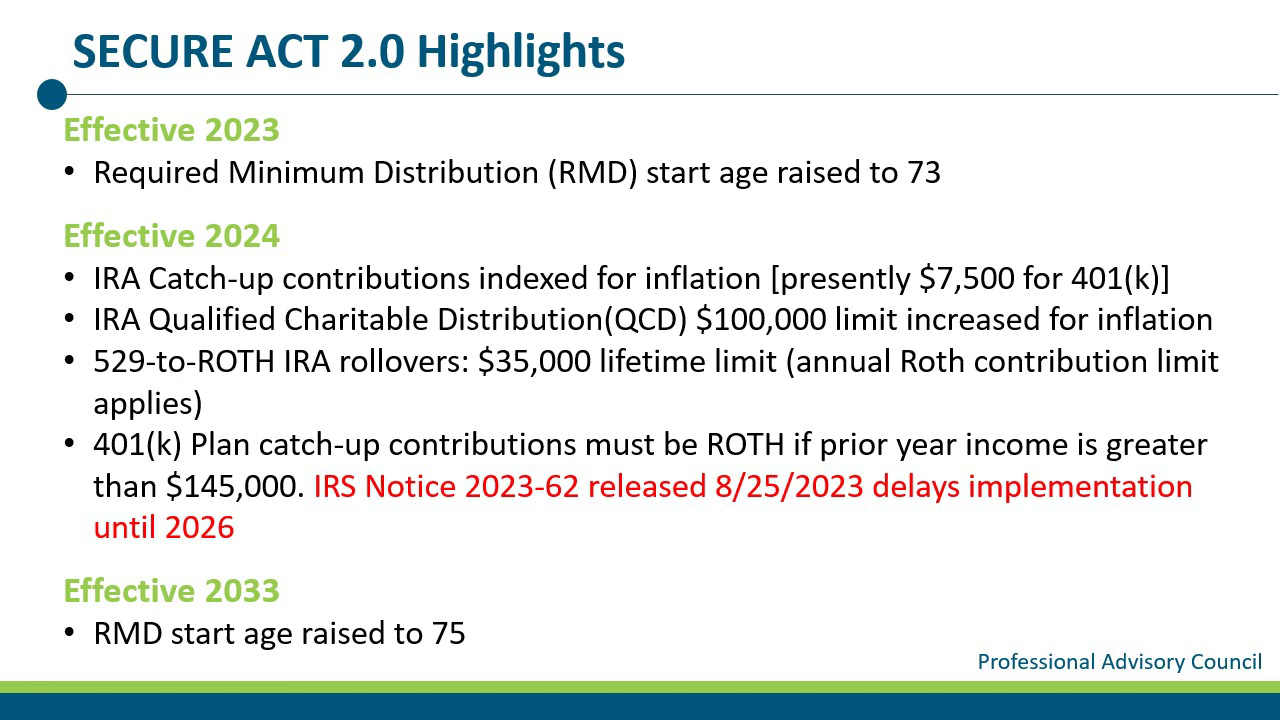 SECURE ACT 2.0 Highlights
Effective 2023
• Required Minimum Distribution (RMD) start age raised to 73
Effective 2024
• IRA Catch-up contributions indexed for inflation [presently $7,500 for 401(k)]
• IRA Qualified Charitable Distribution(QCD) $100,000 limit increased for inflation
• 529-to-ROTH IRA rollovers: $35,000 lifetime limit (annual Roth contribution limit
applies)
• 401(k) Plan catch-up contributions must be ROTH if prior year income is greater
than $145,000. IRS Notice 2023-62 released 8/25/2023 delays implementation
until 2026
Effective 2033
• RMD start age raised to 75
Professional Advisory Council